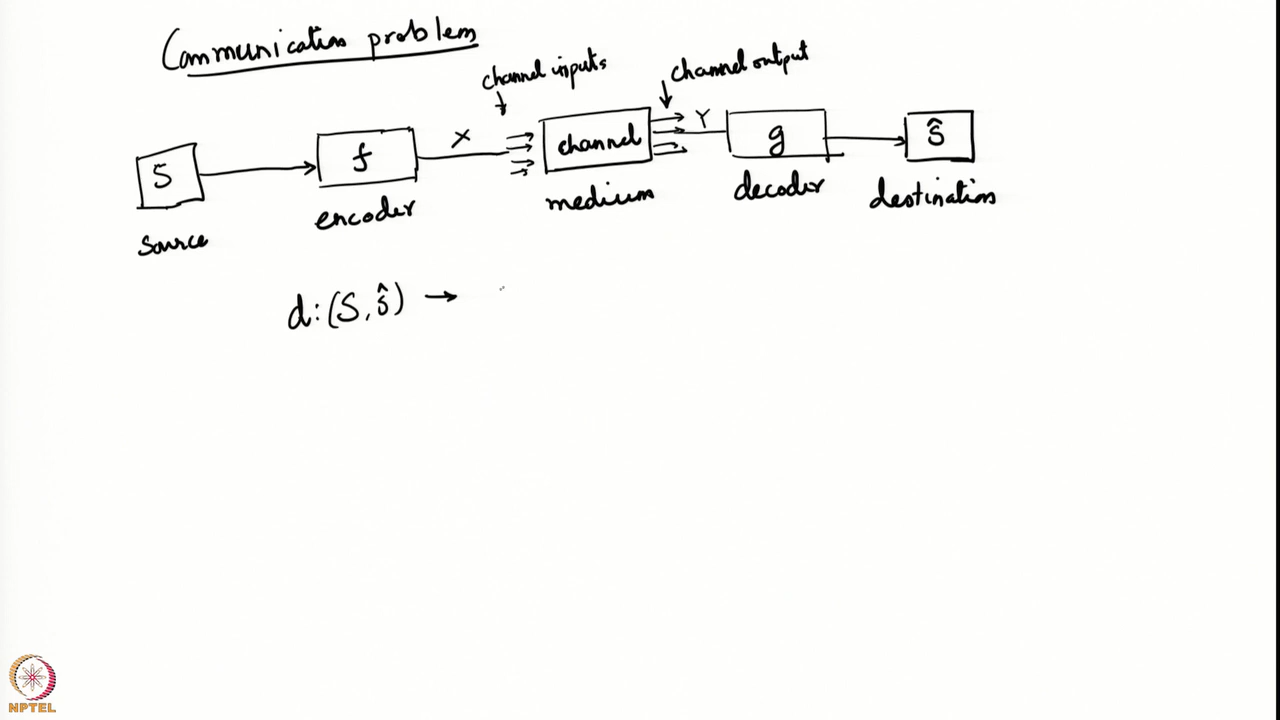 Communication problem
channel inputs
channel output
S
f
X
channel
Y
g
Ŝ
source
encoder
medium
decoder
destination
d:(S,Ŝ) →
NPTEL